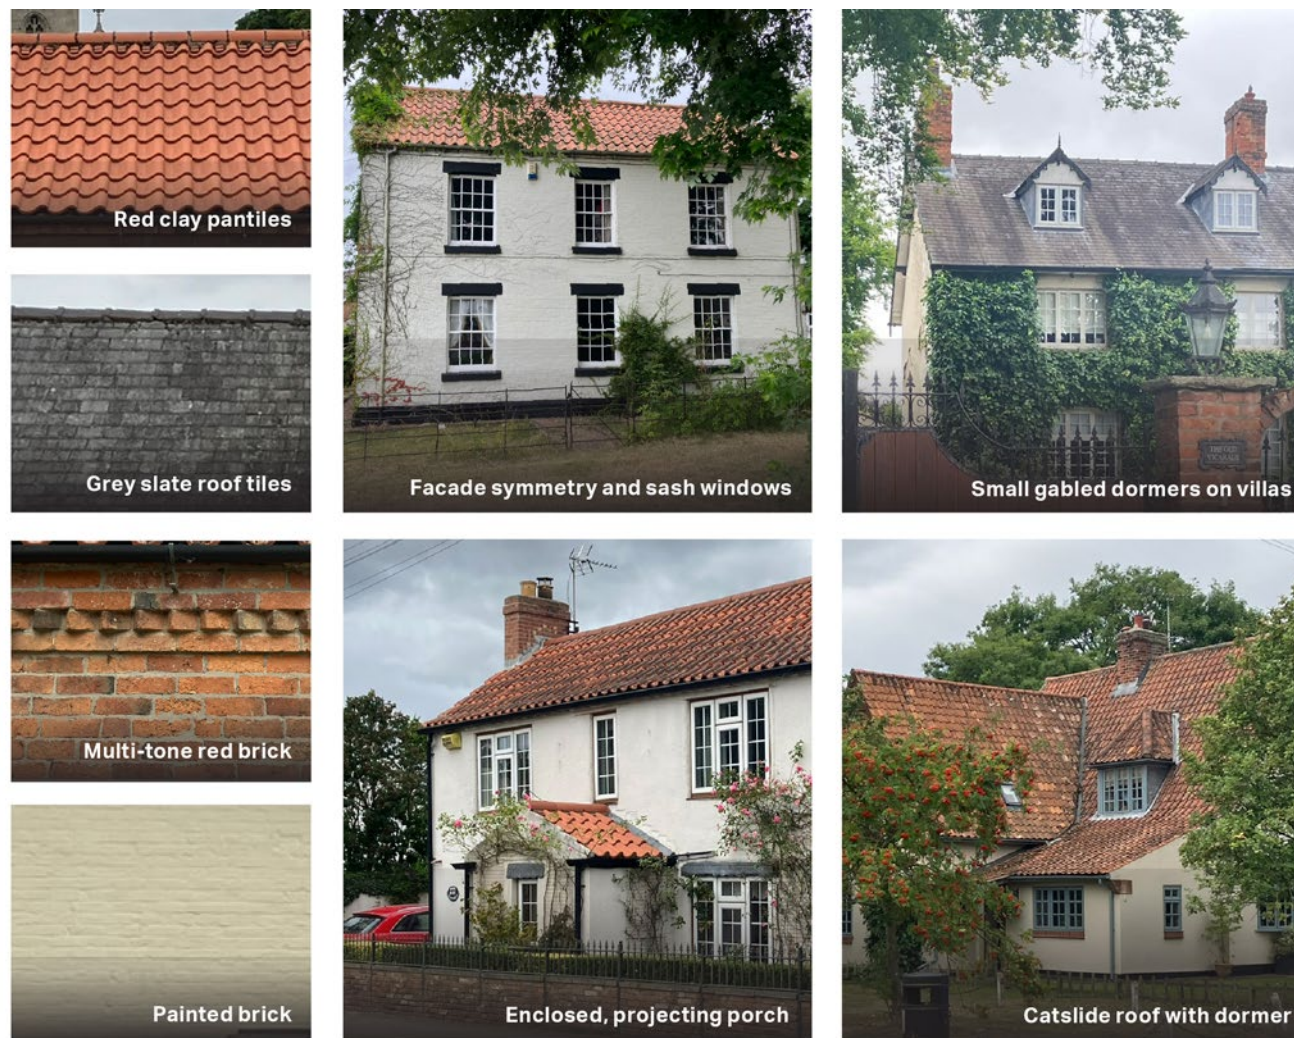 Red clay pantiles
Grey slate roof tiles
Multi-tone red brick
Painted brick
Facade symmetry and sash windows
Enclosed, projecting porch
Small gabled dormers on villas
Catslide roof with dormer